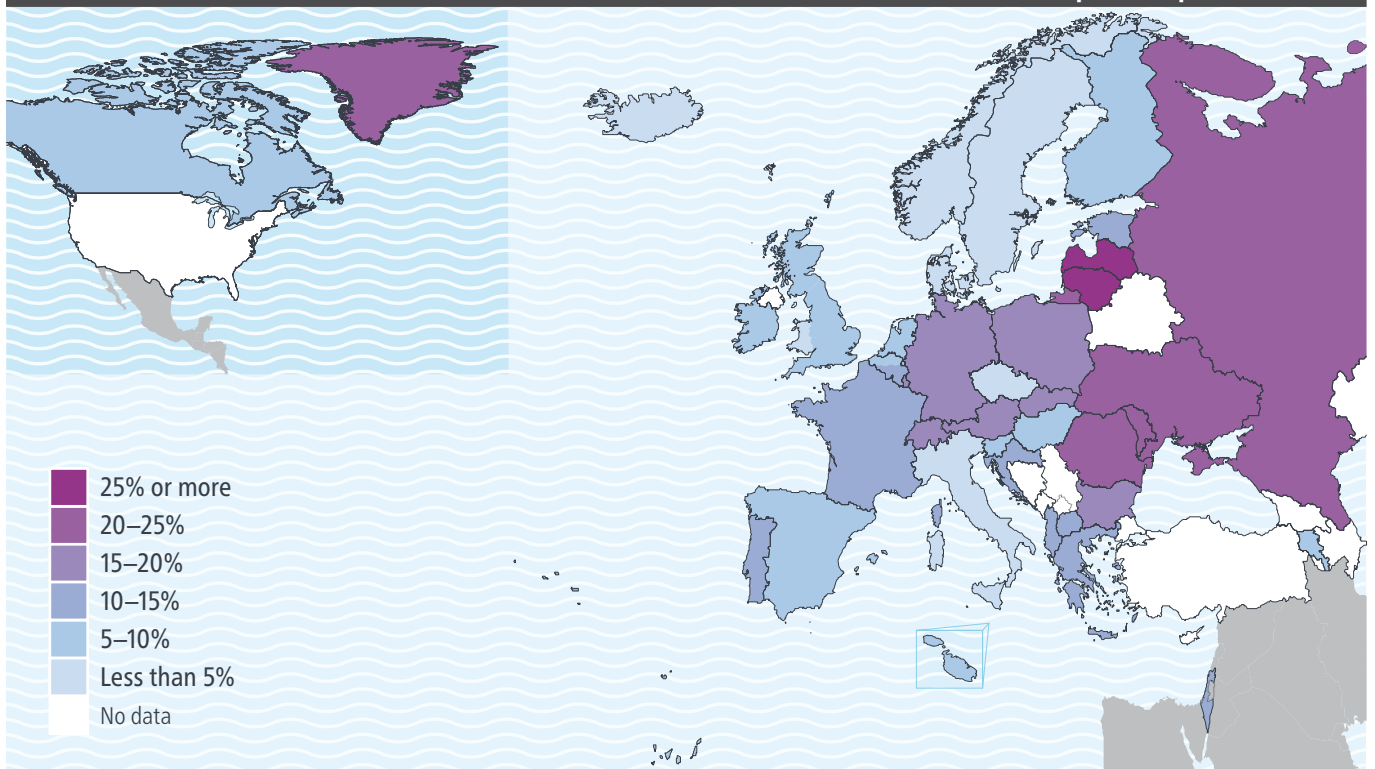 25% or more
20–25%
15–20%
10–15%
5–10%
Less than 5%
No data